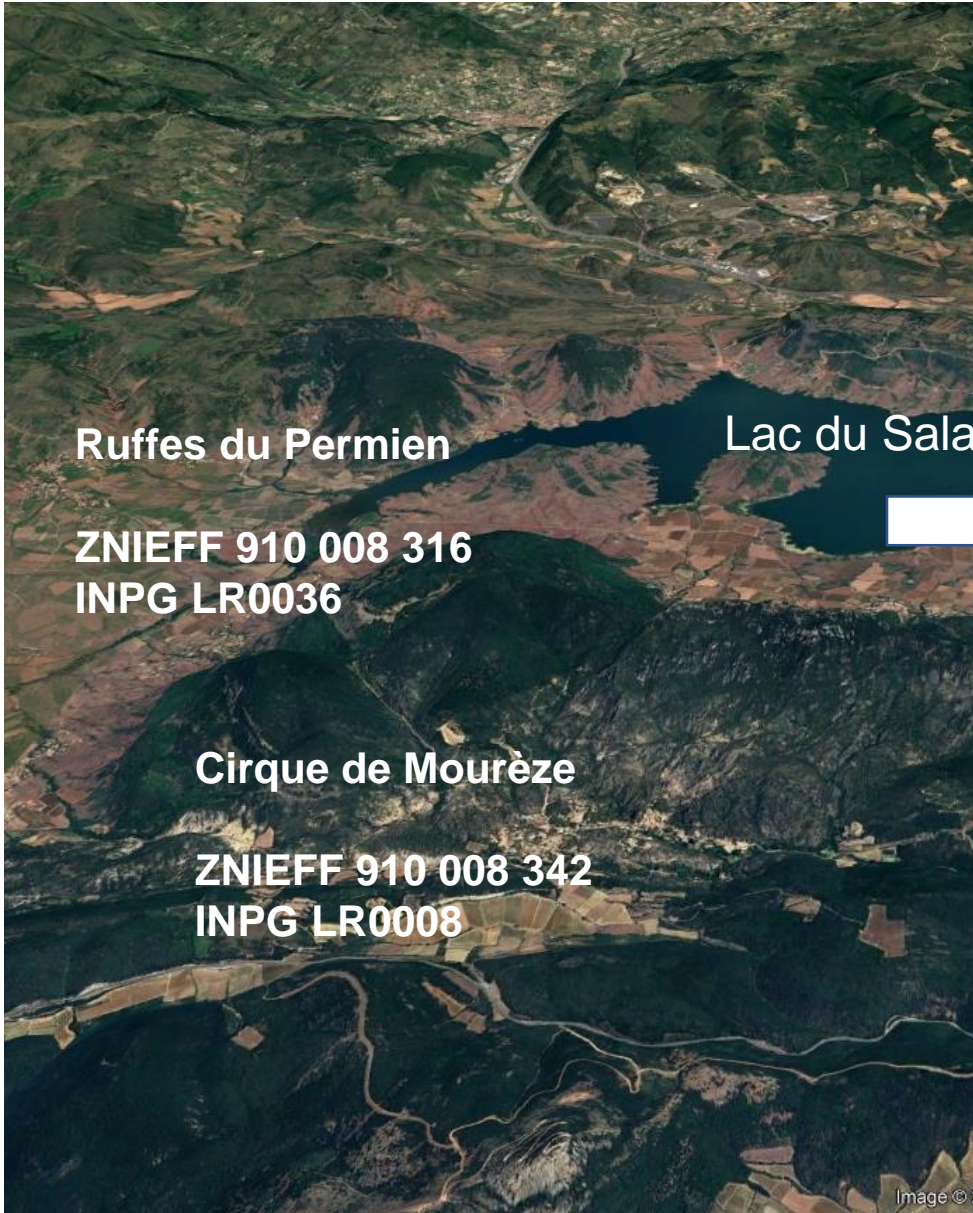 Ruffes du Permien
Lac du Sala
ZNIEFF 910 008 316
INPG LR0036
Cirque de Mourèze
ZNIEFF 910 008 342
INPG LR0008
Image ©